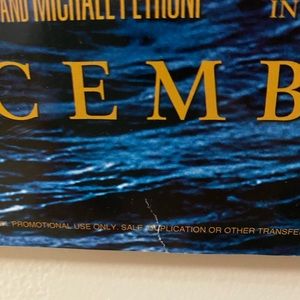 AND MICHAEL PETRONI IN
CEMB
PROMOTIONAL USE ONLY. SALE, DUPLICATION OR OTHER TRANSFE